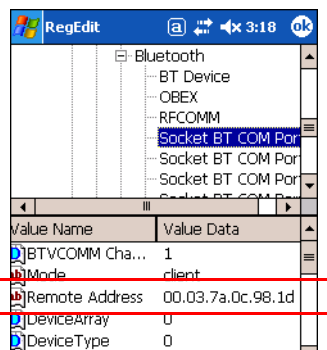 RegEdit a 3:18 ok
Bluetooth
BT Device
OBEX
RFCOMM
Socket BT COM Por
Socket BT COM Por
Socket BT COM Por
Socket BT COM Por
Value Name Value Data
BTVCOMM Cha... 1
Mode client
Remote Address 00.03.7a.0c.98.1d
DeviceArray 0
DeviceType 0